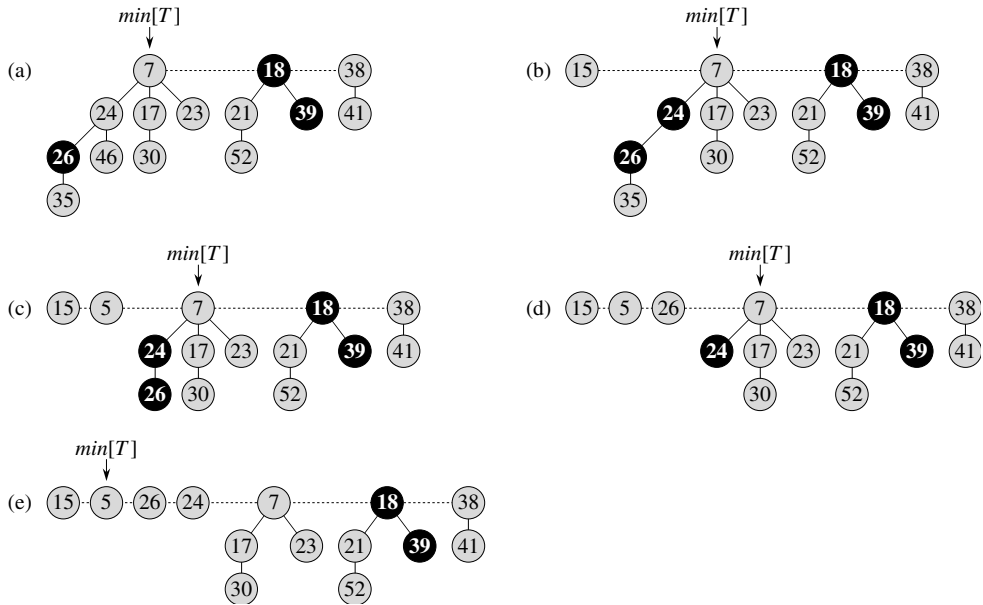 min[T]
(a) 7 18 38
24 17 23 21 39 41
26 46 30 52
35
min[T]
(b) 15 7 18 38
24 17 23 21 39 41
26 30 52
35
min[T]
(c) 15 5 7 18 38
24 17 23 21 39 41
26 30 52
min[T]
(d) 15 5 26 7 18 38
24 17 23 21 39 41
30 52
min[T]
(e) 15 5 26 24 7 18 38
17 23 21 39 41
30 52